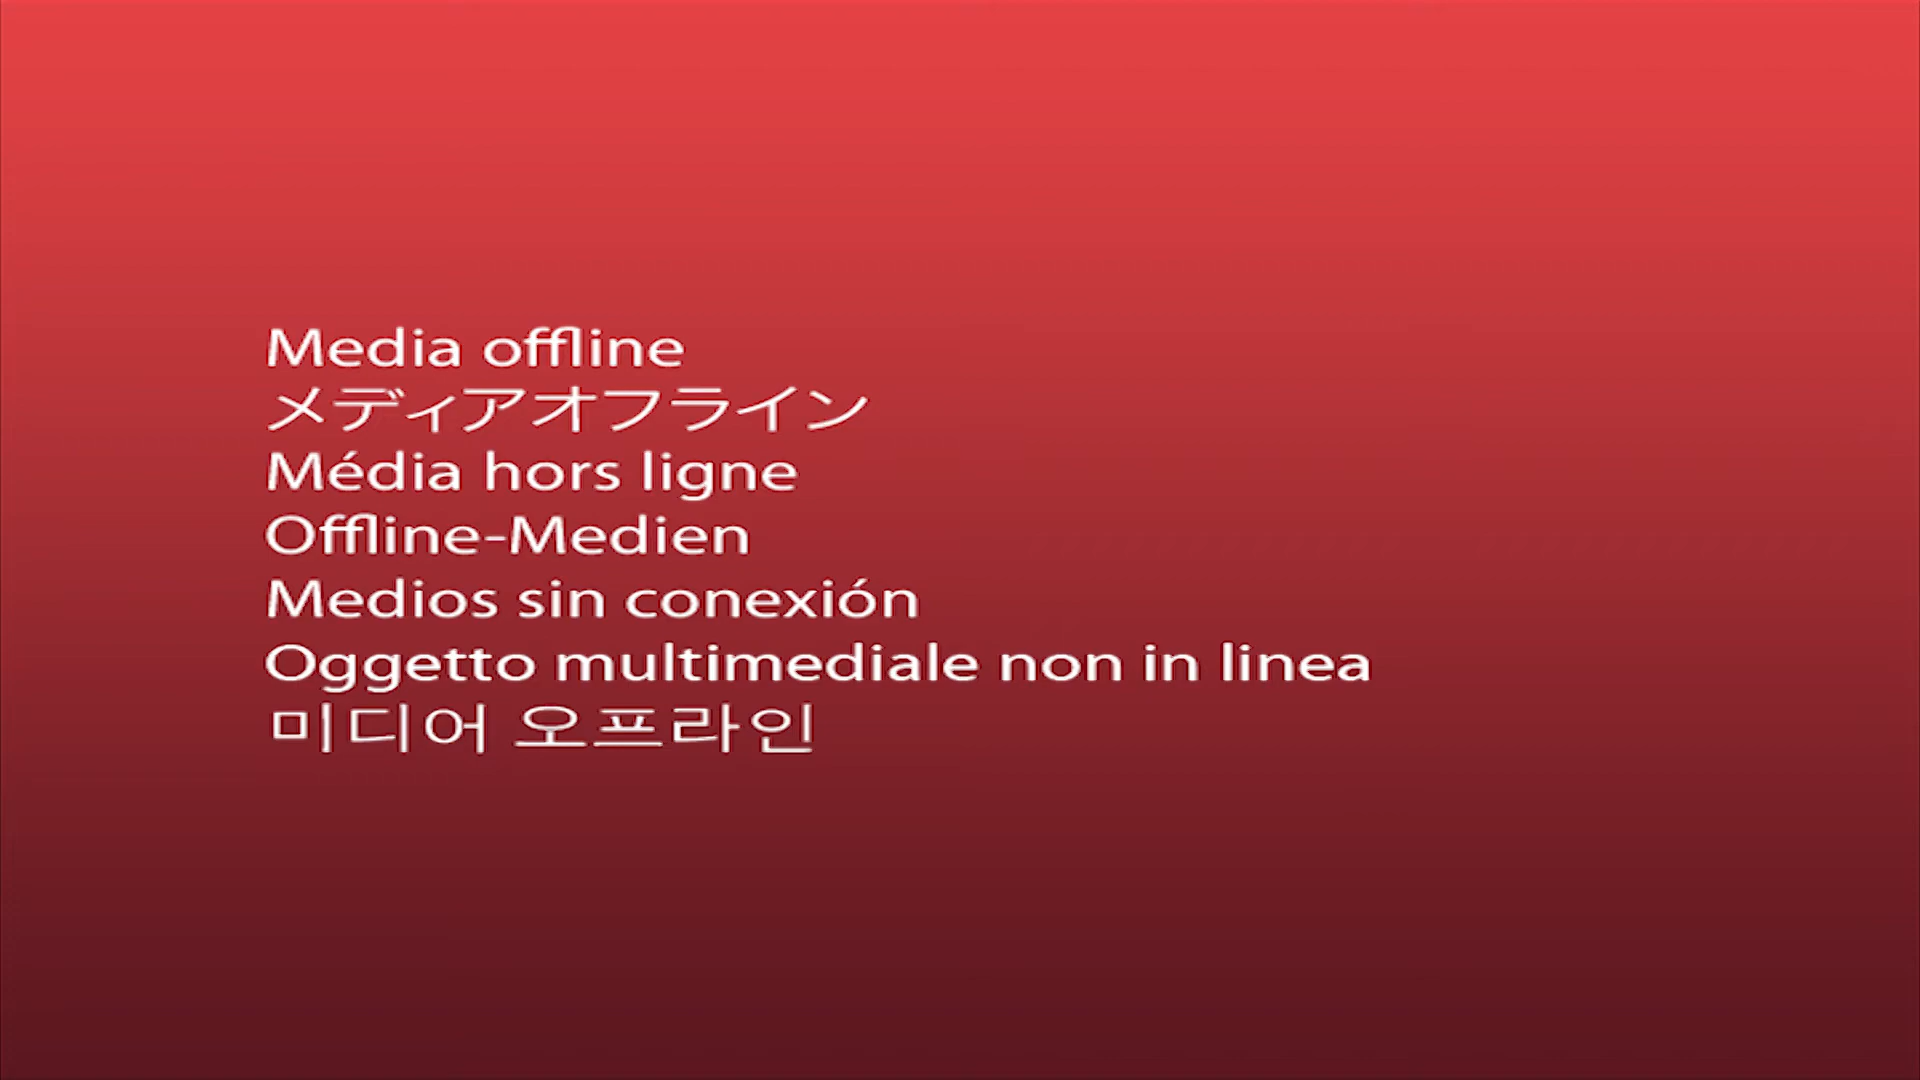 Media offline
メディアオフライン
Média hors ligne
Offline-Medien
Medios sin conexión
Oggetto multimediale non in linea
미디어 오프라인